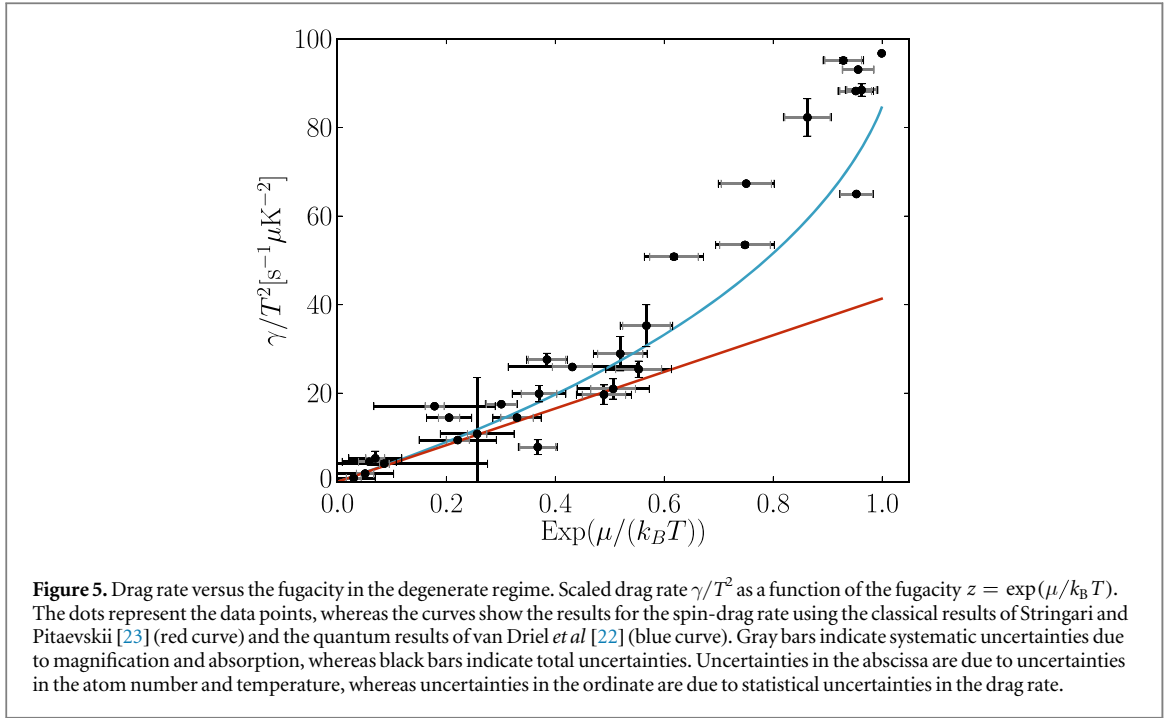 100
80
60
40
20
0
γ/T²[s⁻¹μK⁻²]
0.0 0.2 0.4 0.6 0.8 1.0
Exp(μ/(k_BT))
Figure 5. Drag rate versus the fugacity in the degenerate regime. Scaled drag rate γ/T² as a function of the fugacity z = exp(μ/k_BT).
The dots represent the data points, whereas the curves show the results for the spin-drag rate using the classical results of Stringari and
Pitaevskii [23] (red curve) and the quantum results of van Driel et al [22] (blue curve). Gray bars indicate systematic uncertainties due
to magnification and absorption, whereas black bars indicate total uncertainties. Uncertainties in the abscissa are due to uncertainties
in the atom number and temperature, whereas uncertainties in the ordinate are due to statistical uncertainties in the drag rate.